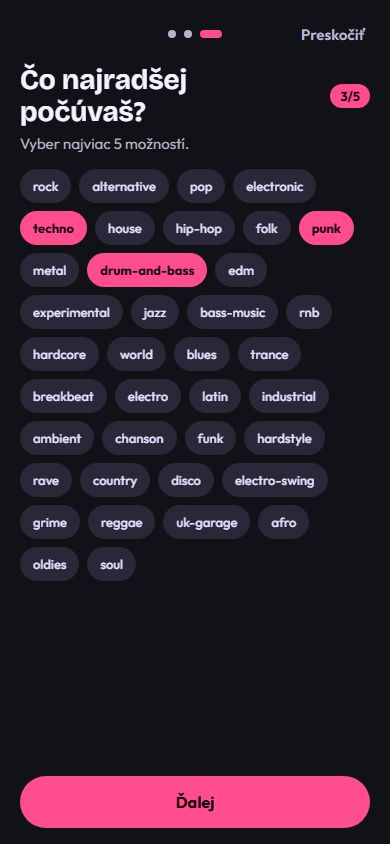 Preskočiť
Čo najradšej
počúvaš?
3/5
Vyber najviac 5 možností.
rock alternative pop electronic
techno house hip-hop folk punk
metal drum-and-bass edm
experimental jazz bass-music rnb
hardcore world blues trance
breakbeat electro latin industrial
ambient chanson funk hardstyle
rave country disco electro-swing
grime reggae uk-garage afro
oldies soul
Ďalej